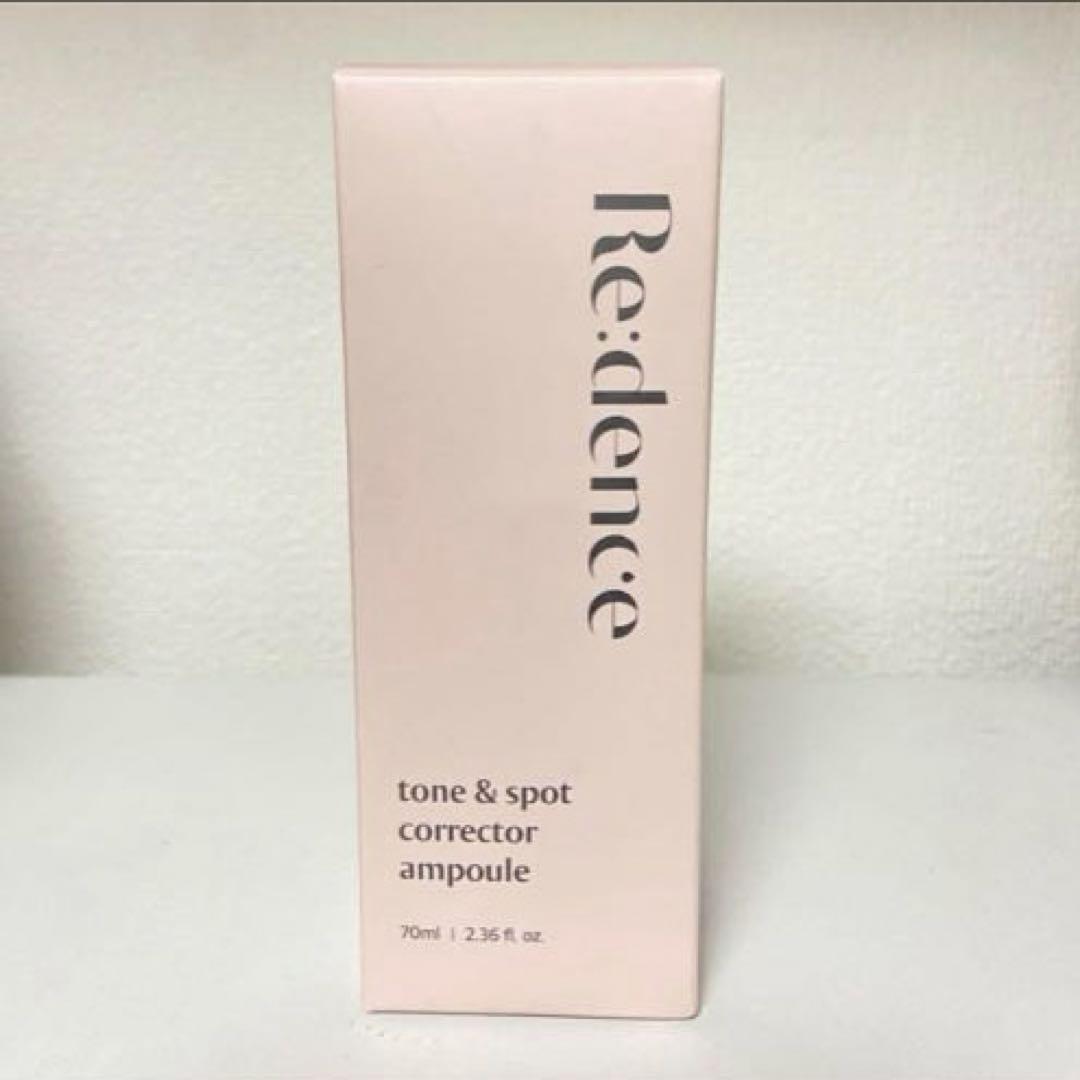 Re:dence
tone & spot
corrector
ampoule
70ml | 2.36 fl. oz.